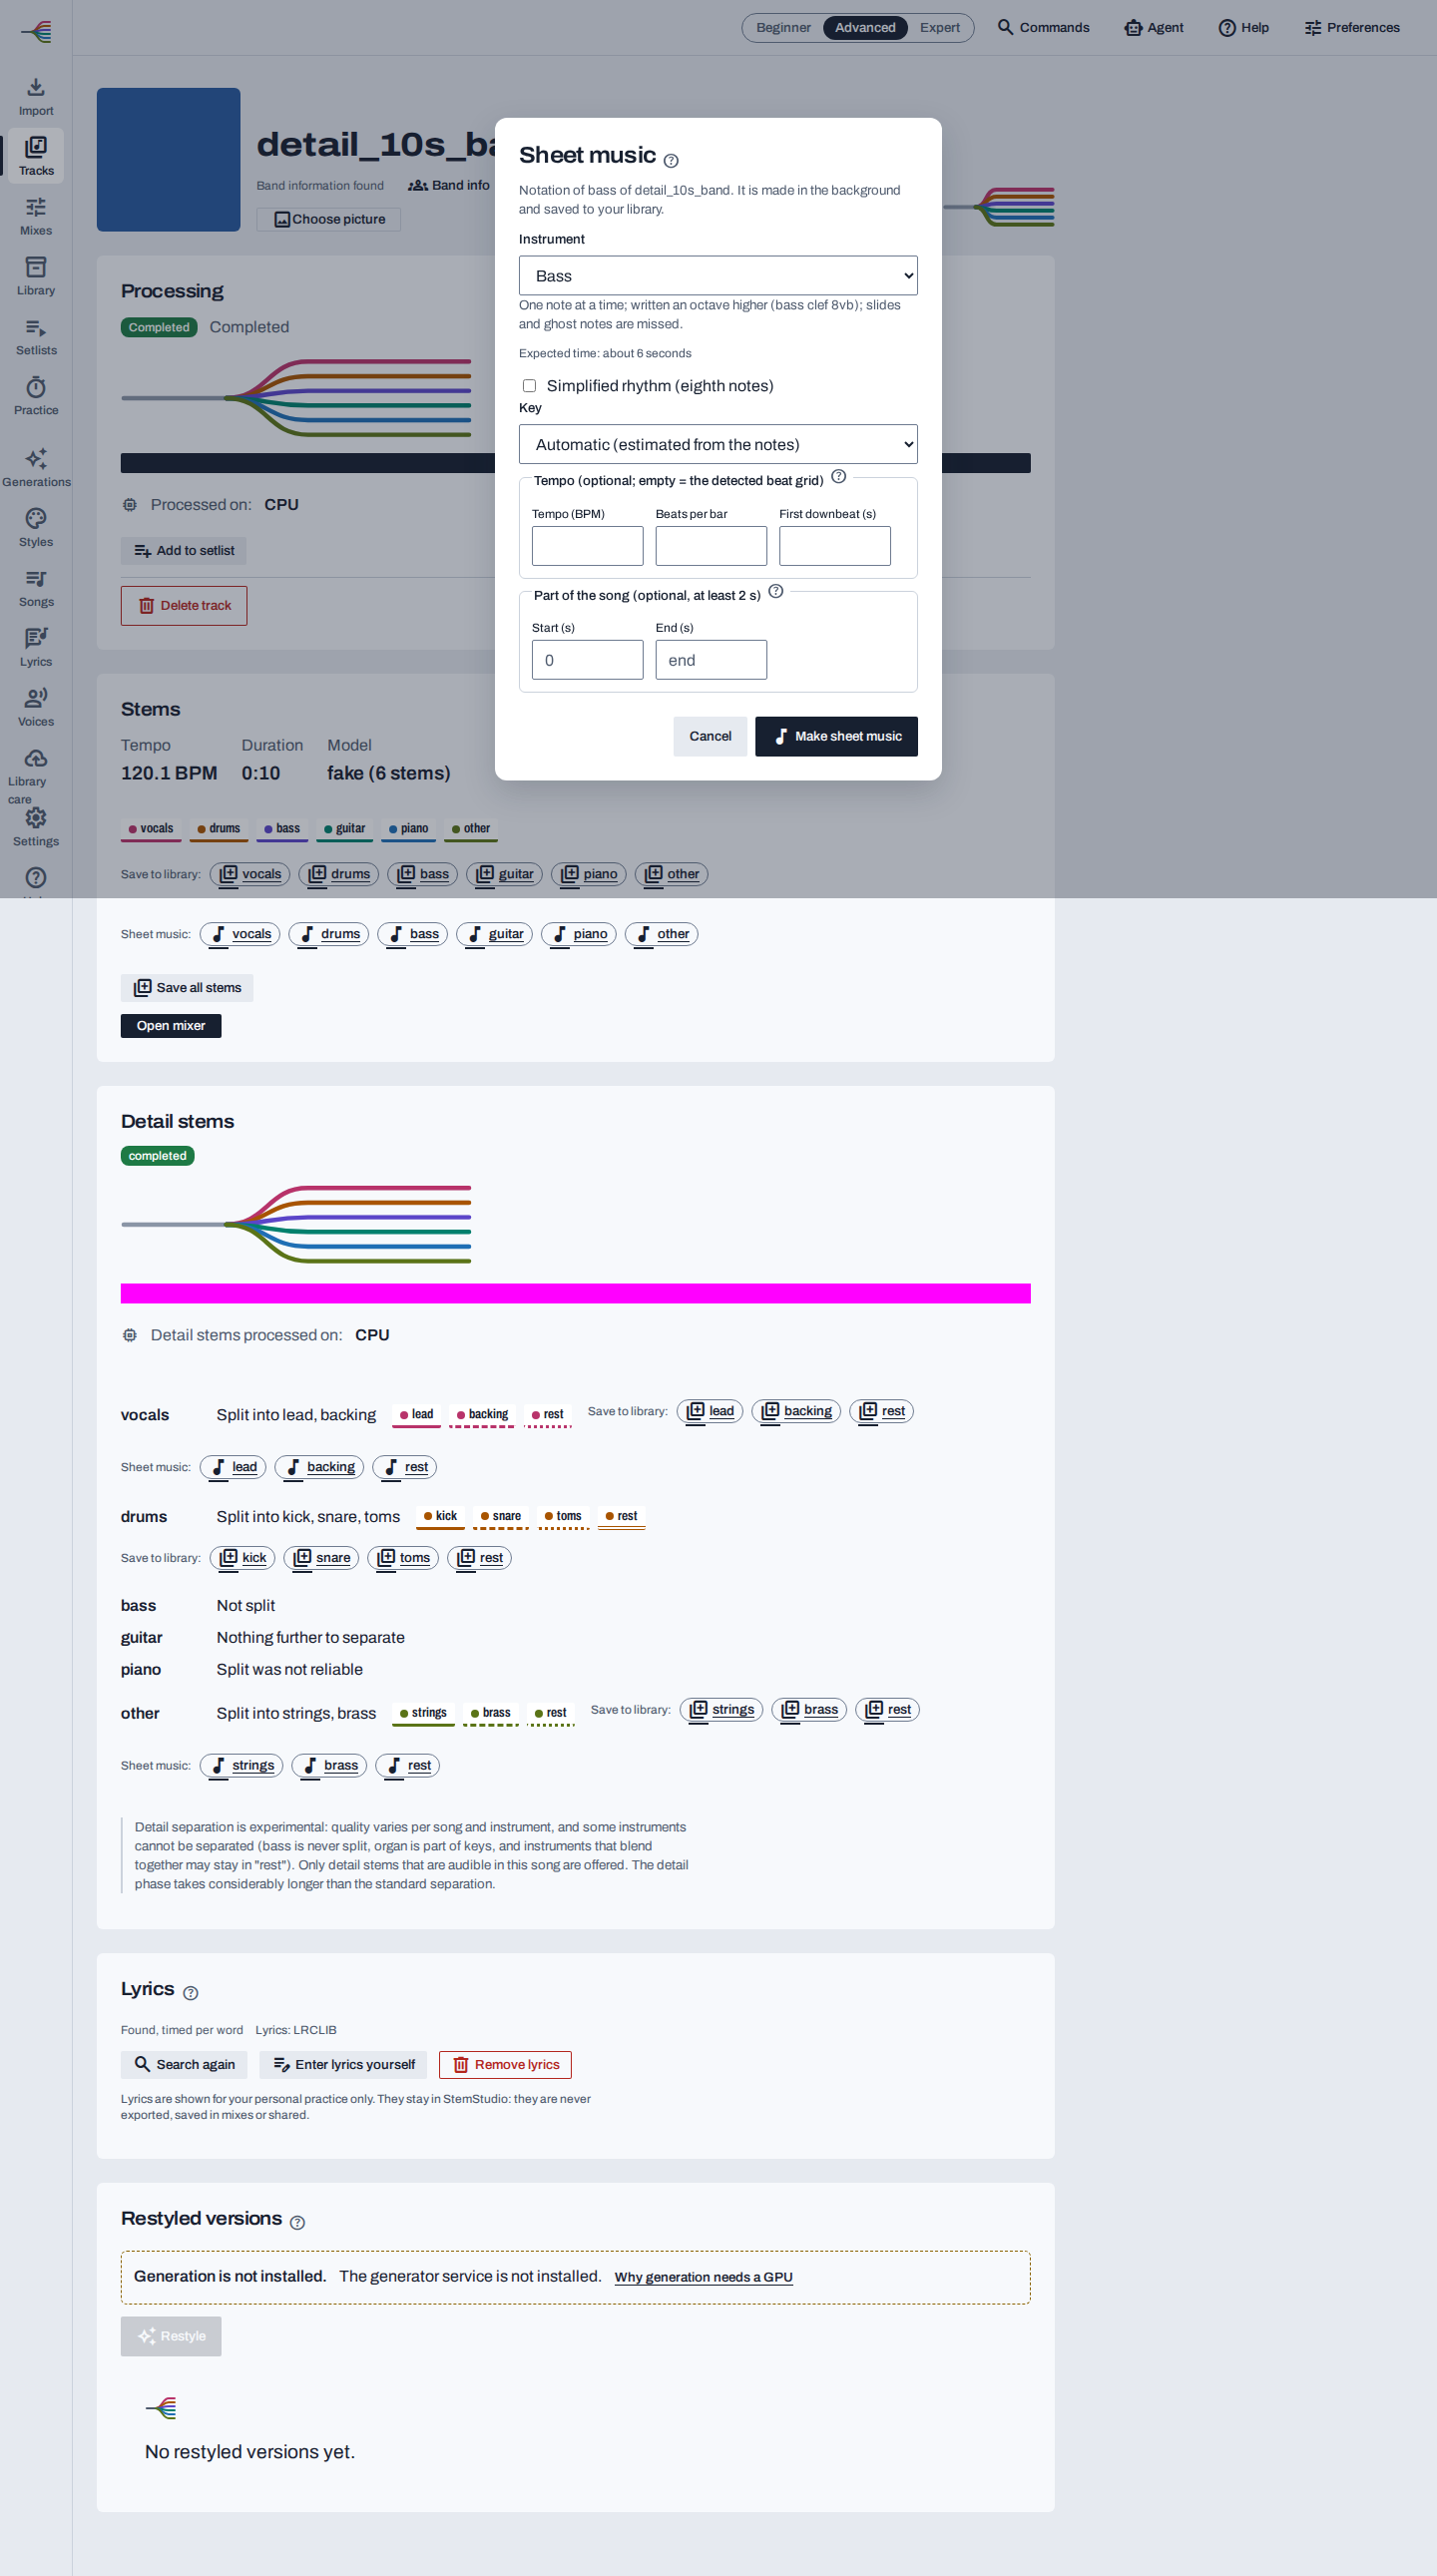 Beginner Advanced Expert Commands Agent Help Preferences
Import
Tracks
Mixes
Library
Setlists
Practice
Generations
Styles
Songs
Lyrics
Voices
Library
care
Settings
detail_10s_ba
Band information found Band info
Choose picture
Processing
Completed Completed
Processed on: CPU
Add to setlist
Delete track
Sheet music
Notation of bass of detail_10s_band. It is made in the background
and saved to your library.
Instrument
Bass
One note at a time; written an octave higher (bass clef 8vb); slides
and ghost notes are missed.
Expected time: about 6 seconds
Simplified rhythm (eighth notes)
Key
Automatic (estimated from the notes)
Tempo (optional; empty = the detected beat grid)
Tempo (BPM) Beats per bar First downbeat (s)
Part of the song (optional, at least 2 s)
Start (s) End (s)
0 end
Cancel Make sheet music
Stems
Tempo Duration Model
120.1 BPM 0:10 fake (6 stems)
vocals drums bass guitar piano other
Save to library: vocals drums bass guitar piano other
Sheet music: vocals drums bass guitar piano other
Save all stems
Open mixer
Detail stems
completed
Detail stems processed on: CPU
vocals Split into lead, backing lead backing rest Save to library: lead backing rest
Sheet music: lead backing rest
drums Split into kick, snare, toms kick snare toms rest
Save to library: kick snare toms rest
bass Not split
guitar Nothing further to separate
piano Split was not reliable
other Split into strings, brass strings brass rest Save to library: strings brass rest
Sheet music: strings brass rest
Detail separation is experimental: quality varies per song and instrument, and some instruments
cannot be separated (bass is never split, organ is part of keys, and instruments that blend
together may stay in "rest"). Only detail stems that are audible in this song are offered. The detail
phase takes considerably longer than the standard separation.
Lyrics
Found, timed per word Lyrics: LRCLIB
Search again Enter lyrics yourself Remove lyrics
Lyrics are shown for your personal practice only. They stay in StemStudio: they are never
exported, saved in mixes or shared.
Restyled versions
Generation is not installed. The generator service is not installed. Why generation needs a GPU
Restyle
No restyled versions yet.